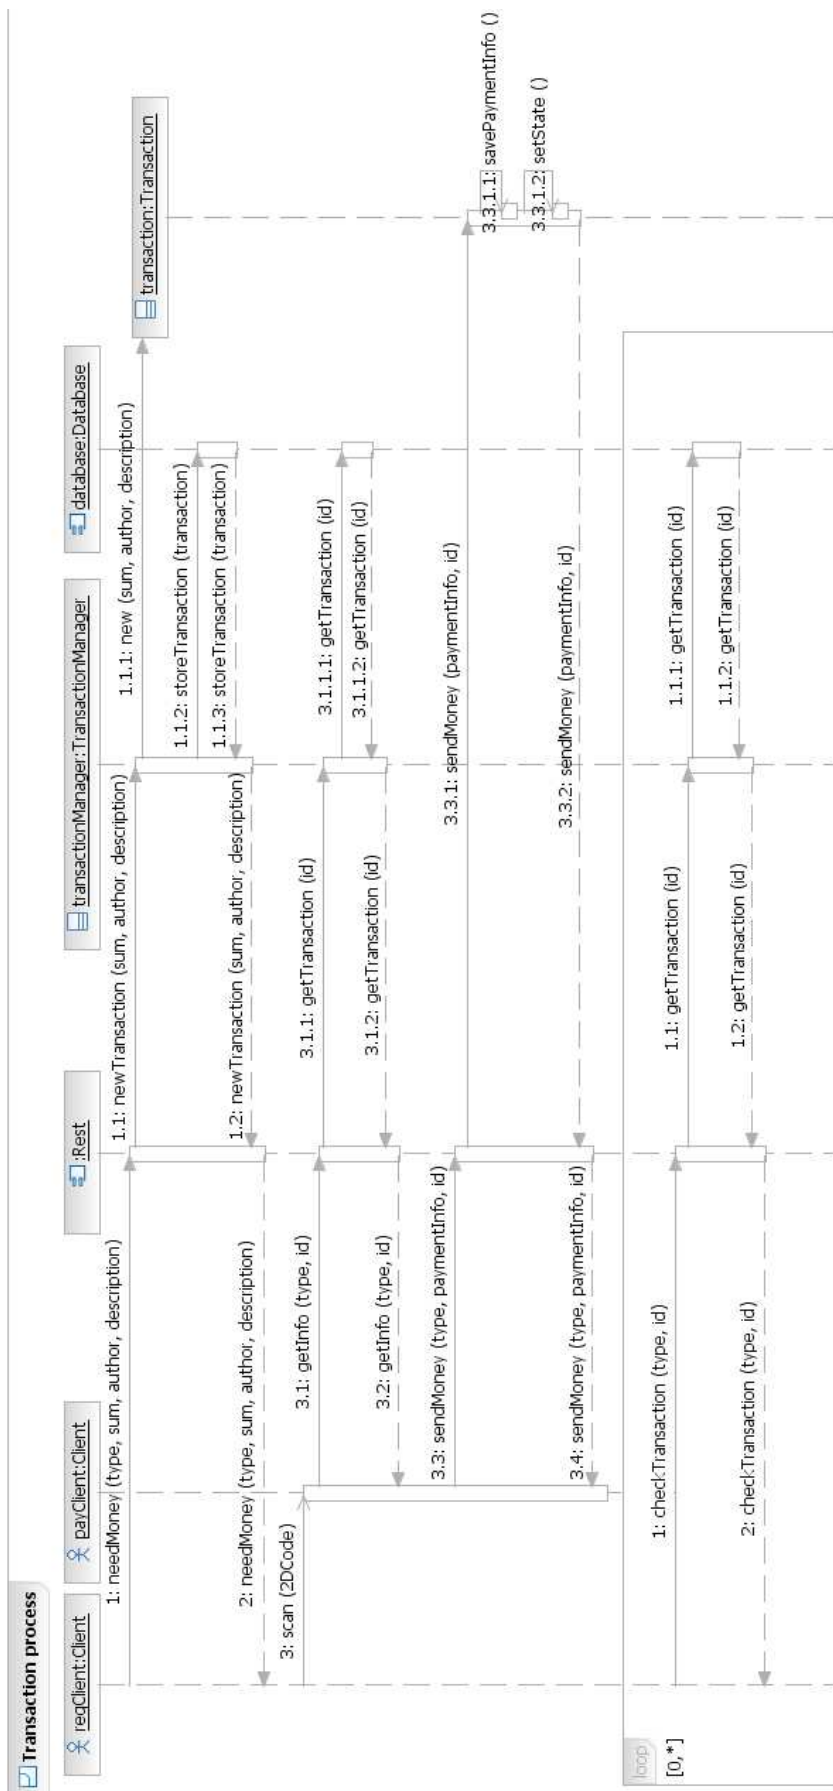 Transaction process
reqClient:Client
payClient:Client
:Rest
transactionManager:TransactionManager
database:Database
transaction:Transaction
1: needMoney (type, sum, author, description)
1.1: newTransaction (sum, author, description)
1.1.1: new (sum, author, description)
1.1.2: storeTransaction (transaction)
1.1.3: storeTransaction (transaction)
1.2: newTransaction (sum, author, description)
2: needMoney (type, sum, author, description)
3: scan (2DCode)
3.1: getInfo (type, id)
3.1.1: getTransaction (id)
3.1.1.1: getTransaction (id)
3.1.1.2: getTransaction (id)
3.1.2: getTransaction (id)
3.2: getInfo (type, id)
3.3: sendMoney (type, paymentInfo, id)
3.3.1: sendMoney (paymentInfo, id)
3.3.1.1: savePaymentInfo ()
3.3.1.2: setState ()
3.3.2: sendMoney (paymentInfo, id)
3.4: sendMoney (type, paymentInfo, id)
loop
[0,*]
1: checkTransaction (type, id)
1.1: getTransaction (id)
1.1.1: getTransaction (id)
1.1.2: getTransaction (id)
1.2: getTransaction (id)
2: checkTransaction (type, id)